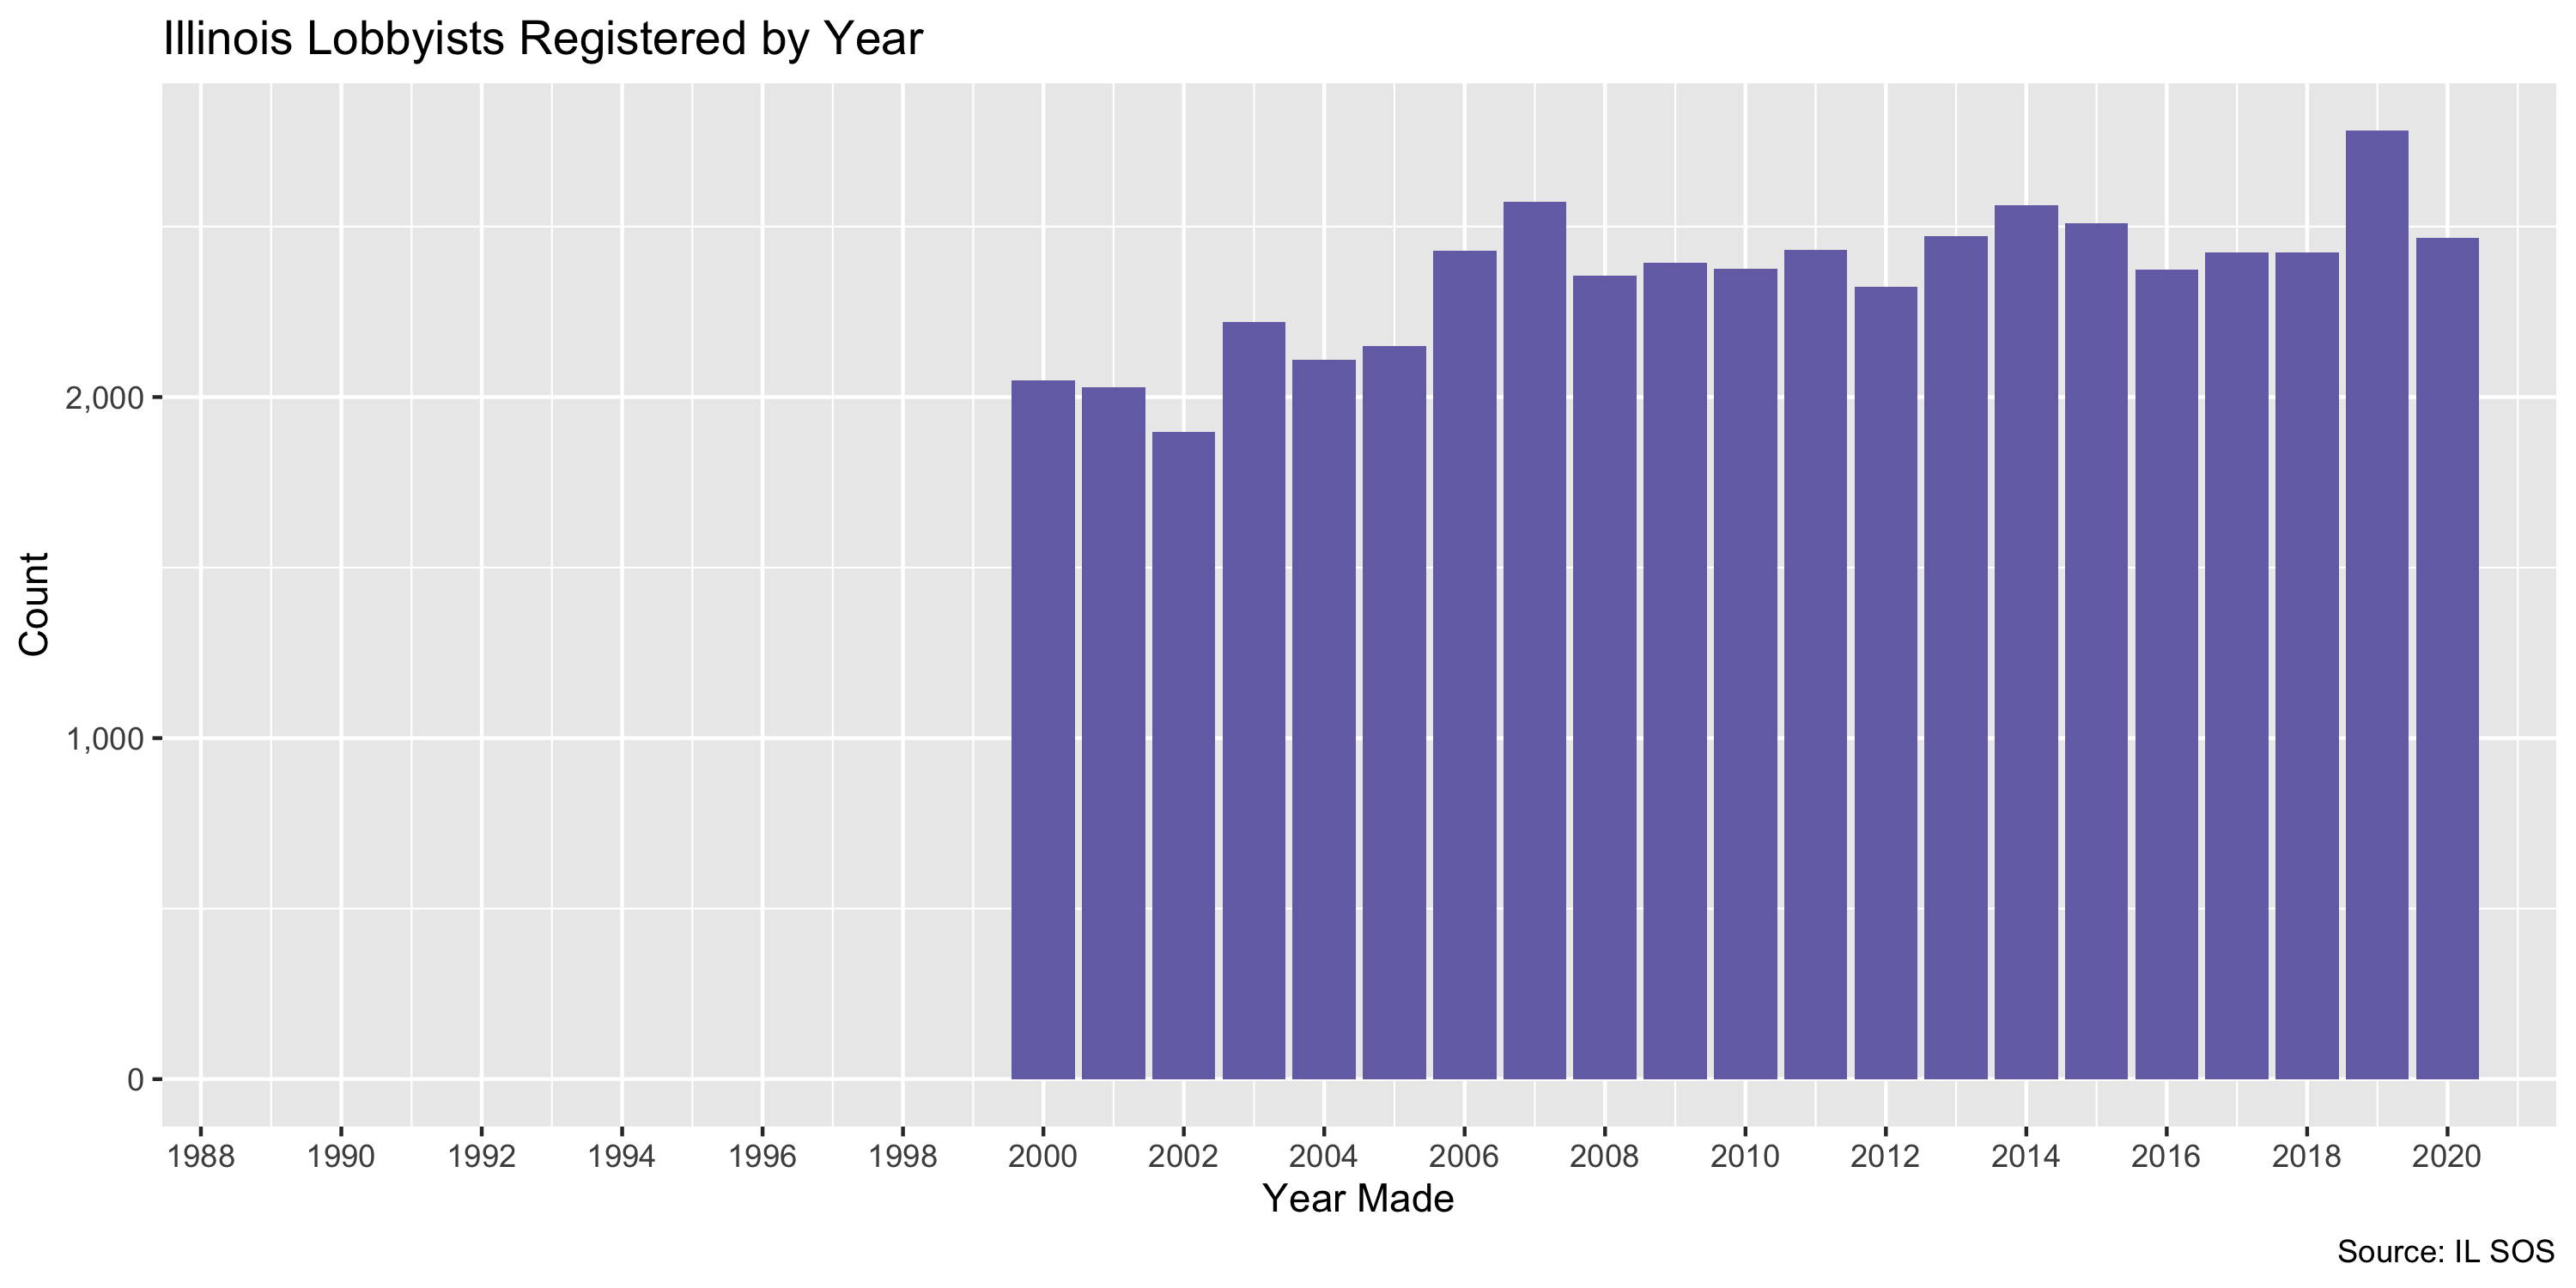 Illinois Lobbyists Registered by Year
Count
2,000
1,000
0
1988 1990 1992 1994 1996 1998 2000 2002 2004 2006 2008 2010 2012 2014 2016 2018 2020
Year Made
Source: IL SOS